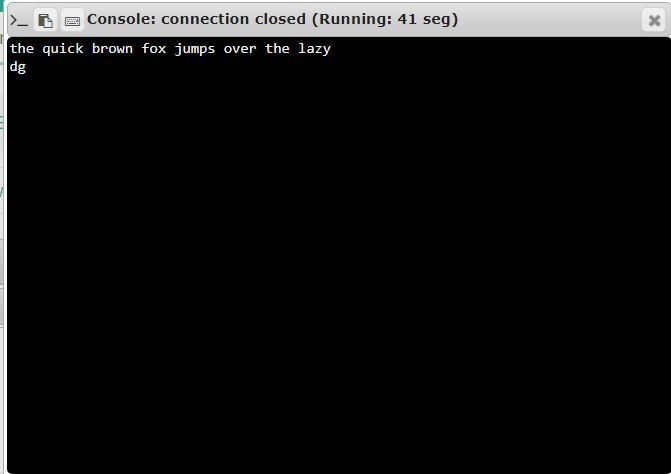 Console: connection closed (Running: 41 seg)
the quick brown fox jumps over the lazy
dg